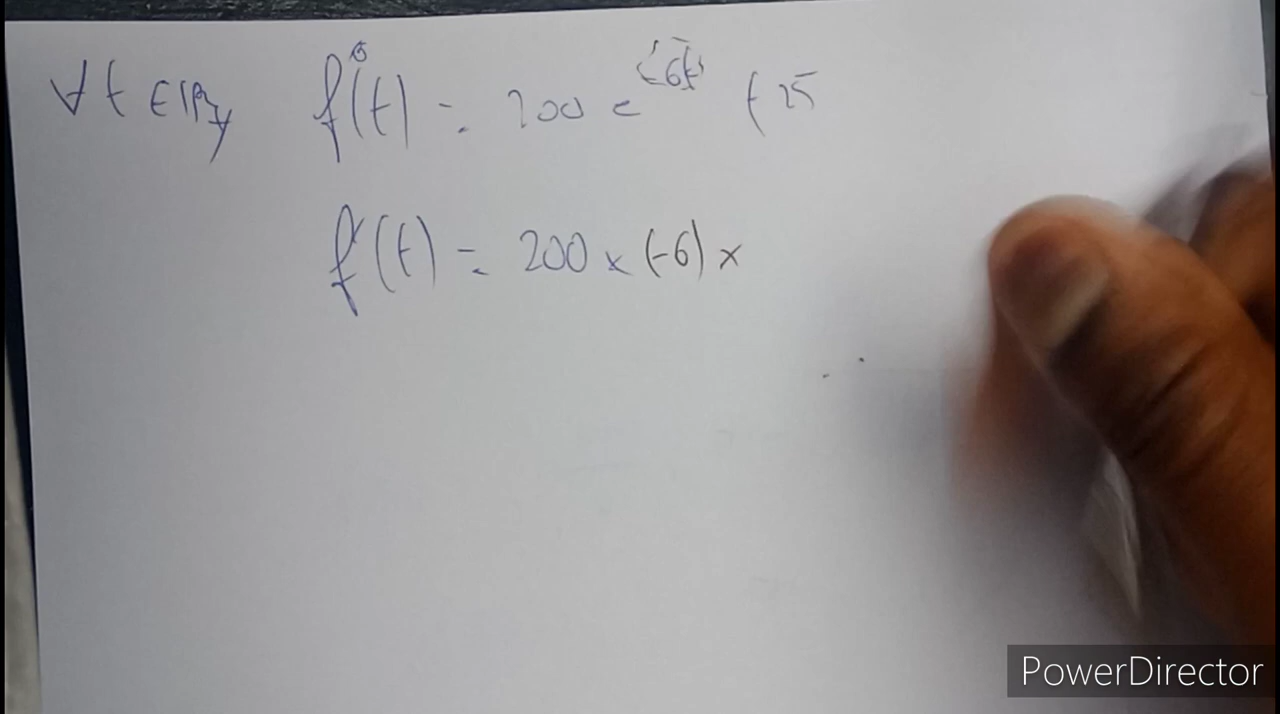 ∀ t ∈ ℝ+ f(t) = 200 e^(-6t) + 25
f'(t) = 200 × (-6) ×
PowerDirector